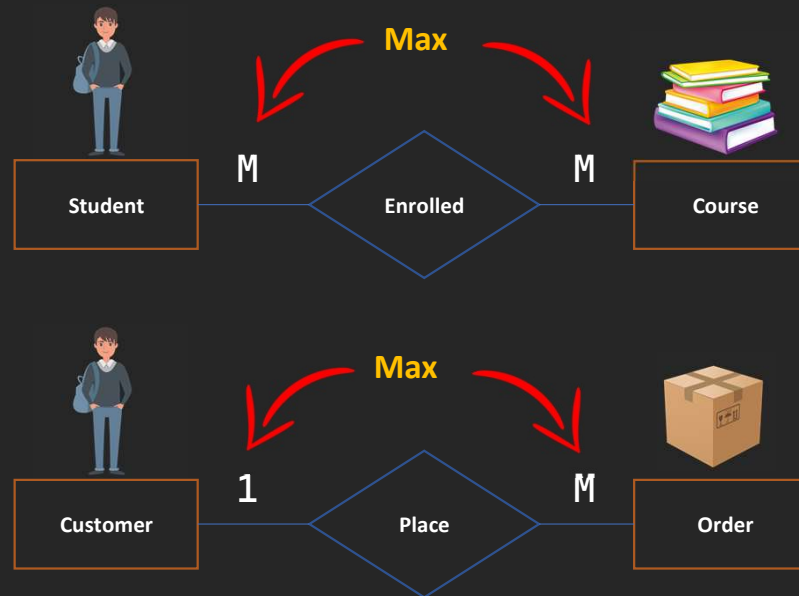 Max
M
M
Student
Enrolled
Course
Max
1
M
Customer
Place
Order